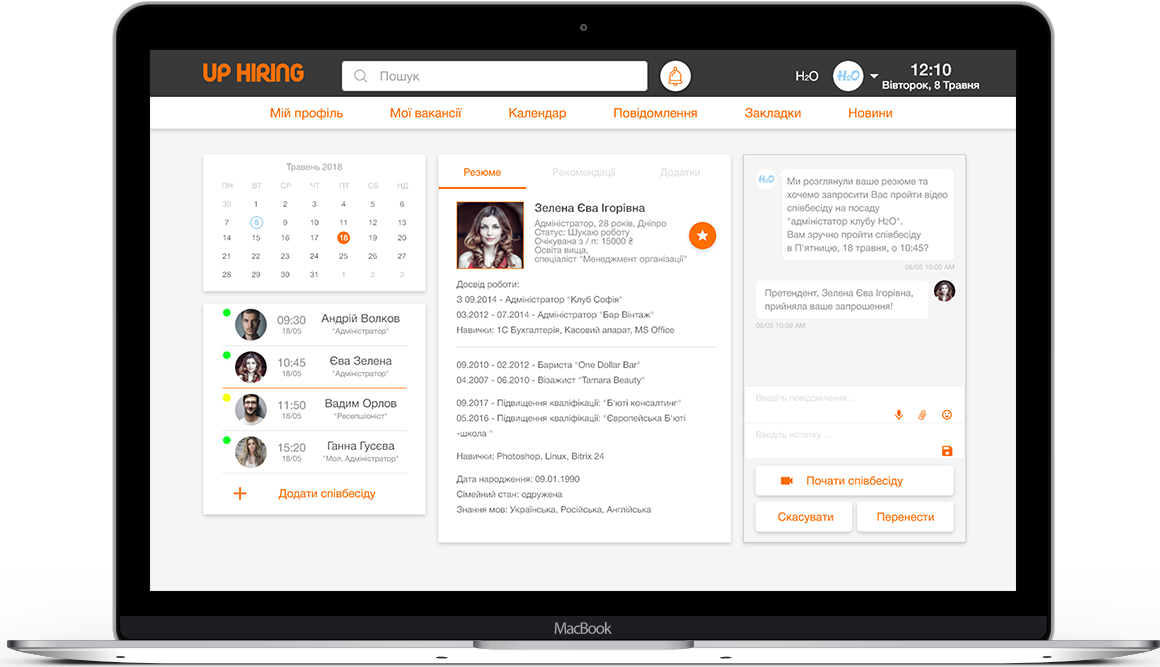 UP HIRING
Пошук
H2O
H2O
12:10
Вівторок, 8 Травня
Мій профіль
Мої вакансії
Календар
Повідомлення
Закладки
Новини
Травень 2018
ПН ВТ СР ЧТ ПТ СБ НД
30 1 2 3 4 5 6
7 8 9 10 11 12 13
14 15 16 17 18 19 20
21 22 23 24 25 26 27
28 29 30 31 1 2 3
09:30
18/05
Андрій Волков
"Адміністратор"
10:45
18/05
Єва Зелена
"Адміністратор"
11:50
18/05
Вадим Орлов
"Ресепшіоніст"
15:20
18/05
Ганна Гусєва
"Мол. Адміністратор"
Додати співбесіду
Резюме
Рекомендації
Додатки
Зелена Єва Ігорівна
Адміністратор, 28 років, Дніпро
Статус: Шукаю роботу
Очікувана з / п: 15000 ₴
Освіта вища,
спеціаліст "Менеджмент організації"
Досвід роботи:
З 09.2014 - Адміністратор "Клуб Софія"
03.2012 - 07.2014 - Адміністратор "Бар Вінтаж"
Навички: 1С Бухгалтерія, Касовий апарат, MS Office
09.2010 - 02.2012 - Бариста "One Dollar Bar"
04.2007 - 06.2010 - Візажист "Tamara Beauty"
09.2017 - Підвищення кваліфікації: "Б'юті консалтинг"
05.2016 - Підвищення кваліфікації: "Європейська Б'юті
-школа "
Навички: Photoshop, Linux, Bitrix 24
Дата народження: 09.01.1990
Сімейний стан: одружена
Знання мов: Українська, Російська, Англійська
H2O
Ми розглянули ваше резюме та
хочемо запросити Вас пройти відео
співбесіду на посаду
"адміністатор клубу H2O".
Вам зручно пройти співбесіду
в П'ятницю, 18 травня, о 10:45?
08/05 10:05 AM
Претендент, Зелена Єва Ігорівна,
прийняла ваше запрошення!
08/05 10:09 AM
Введіть повідомлення...
Введіть нотатку ...
Почати співбесіду
Скасувати
Перенести
MacBook